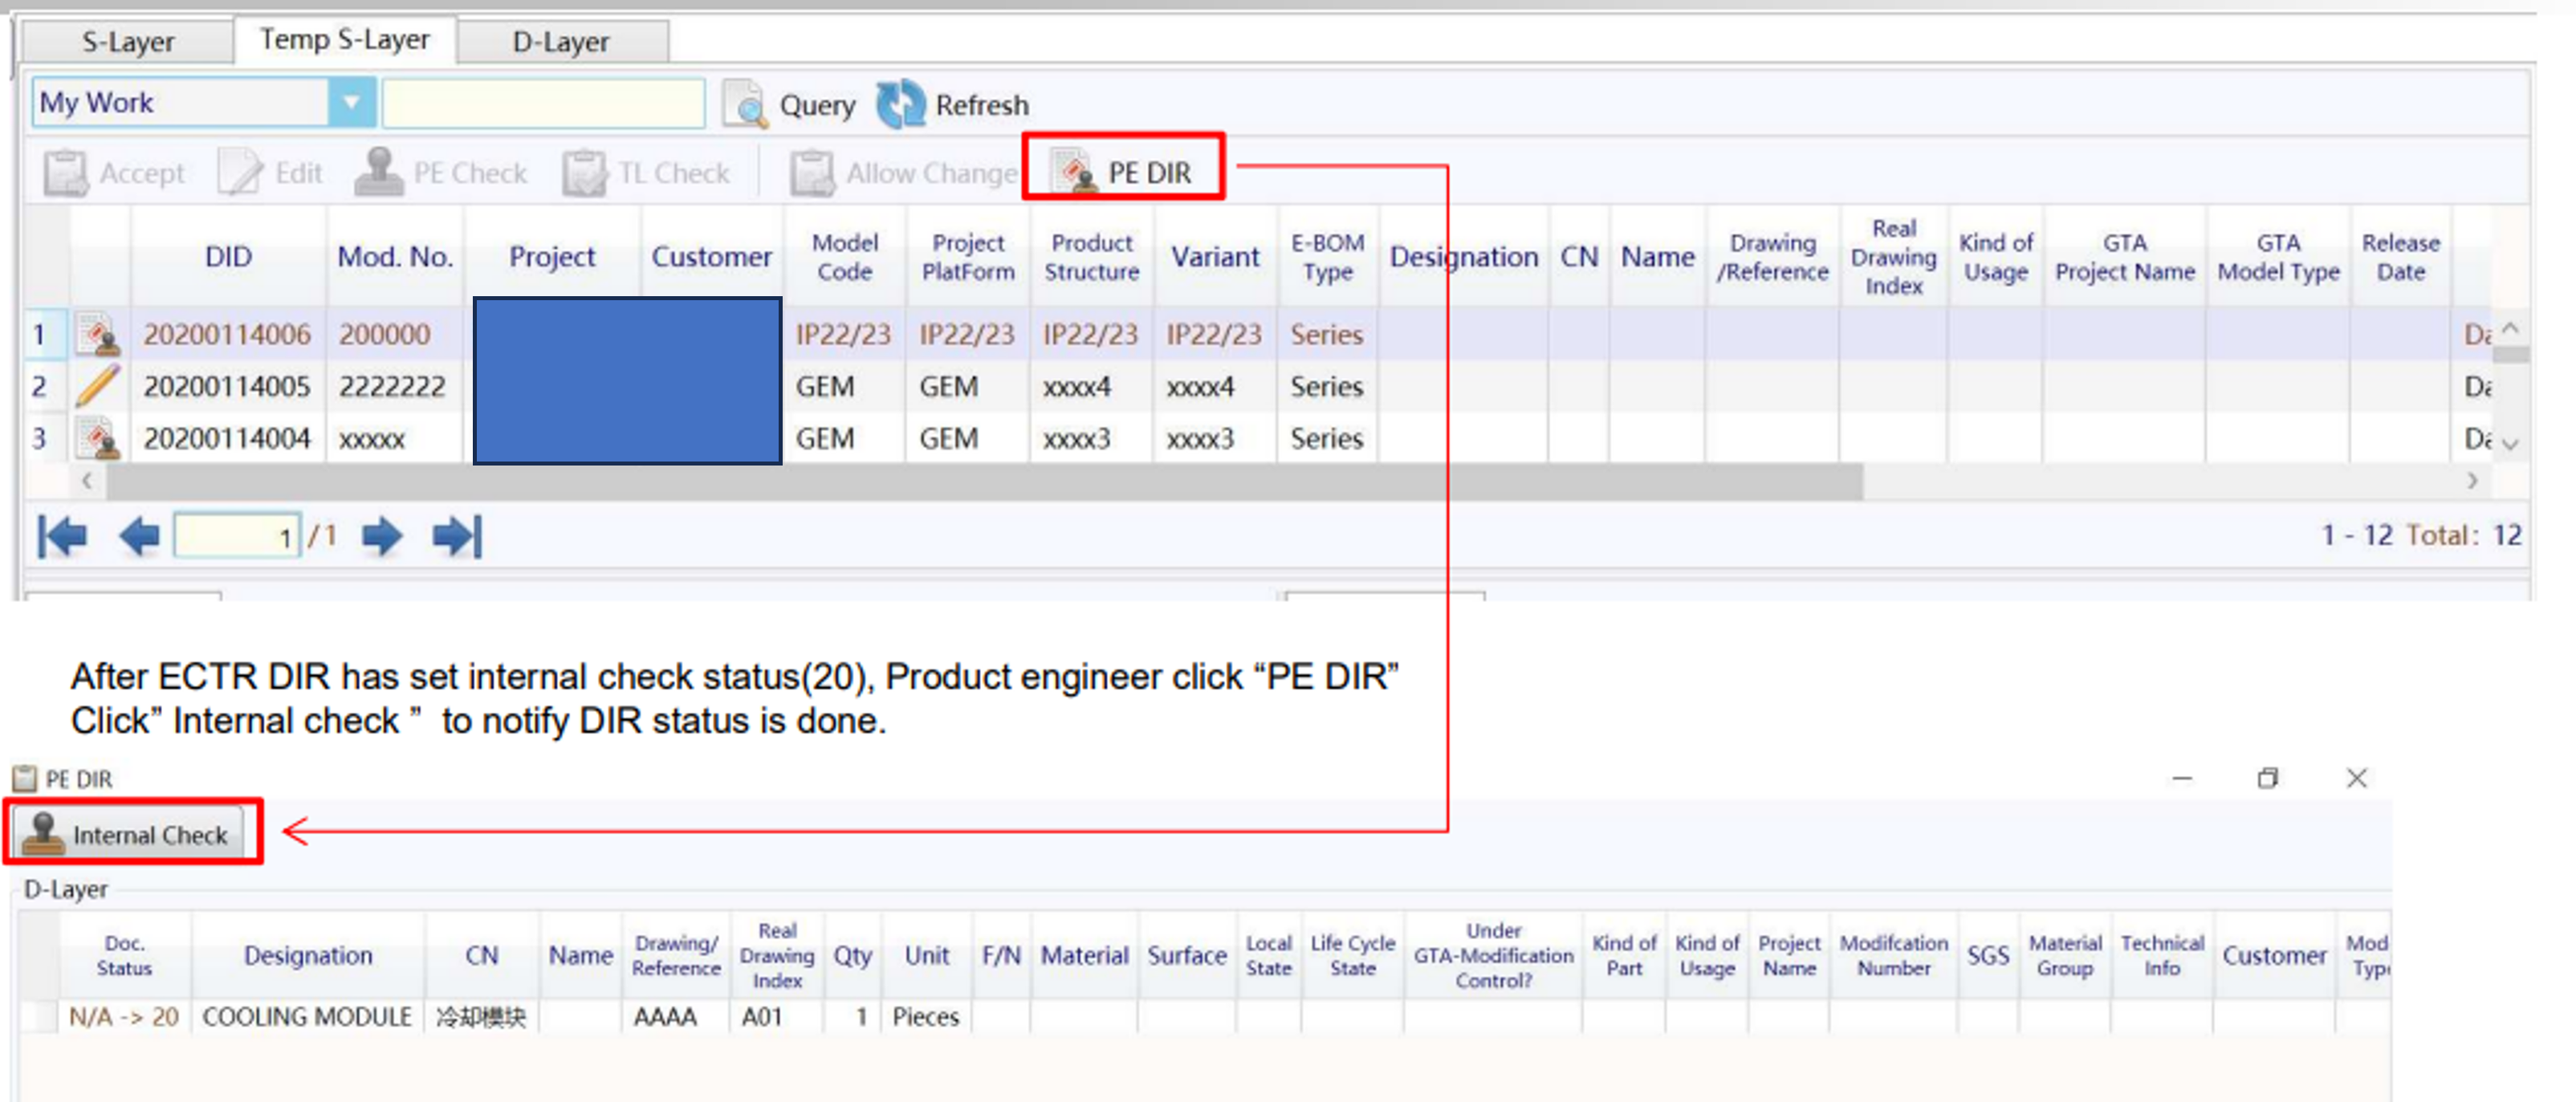 S-Layer Temp S-Layer D-Layer
My Work Query Refresh
Accept Edit PE Check TL Check Allow Change PE DIR
DID Mod. No. Project Customer Model Code Project PlatForm Product Structure Variant E-BOM Type Designation CN Name Drawing /Reference Real Drawing Index Kind of Usage GTA Project Name GTA Model Type Release Date
1 20200114006 200000 IP22/23 IP22/23 IP22/23 IP22/23 Series
2 20200114005 2222222 GEM GEM xxxx4 xxxx4 Series
3 20200114004 xxxxx GEM GEM xxxx3 xxxx3 Series
1 /1 1 - 12 Total: 12
After ECTR DIR has set internal check status(20), Product engineer click “PE DIR”
Click” Internal check ” to notify DIR status is done.
PE DIR
Internal Check
D-Layer
Doc. Status Designation CN Name Drawing/ Reference Real Drawing Index Qty Unit F/N Material Surface Local State Life Cycle State Under GTA-Modification Control? Kind of Part Kind of Usage Project Name Modifcation Number SGS Material Group Technical Info Customer Mod
N/A -> 20 COOLING MODULE 冷却模块 AAAA A01 1 Pieces